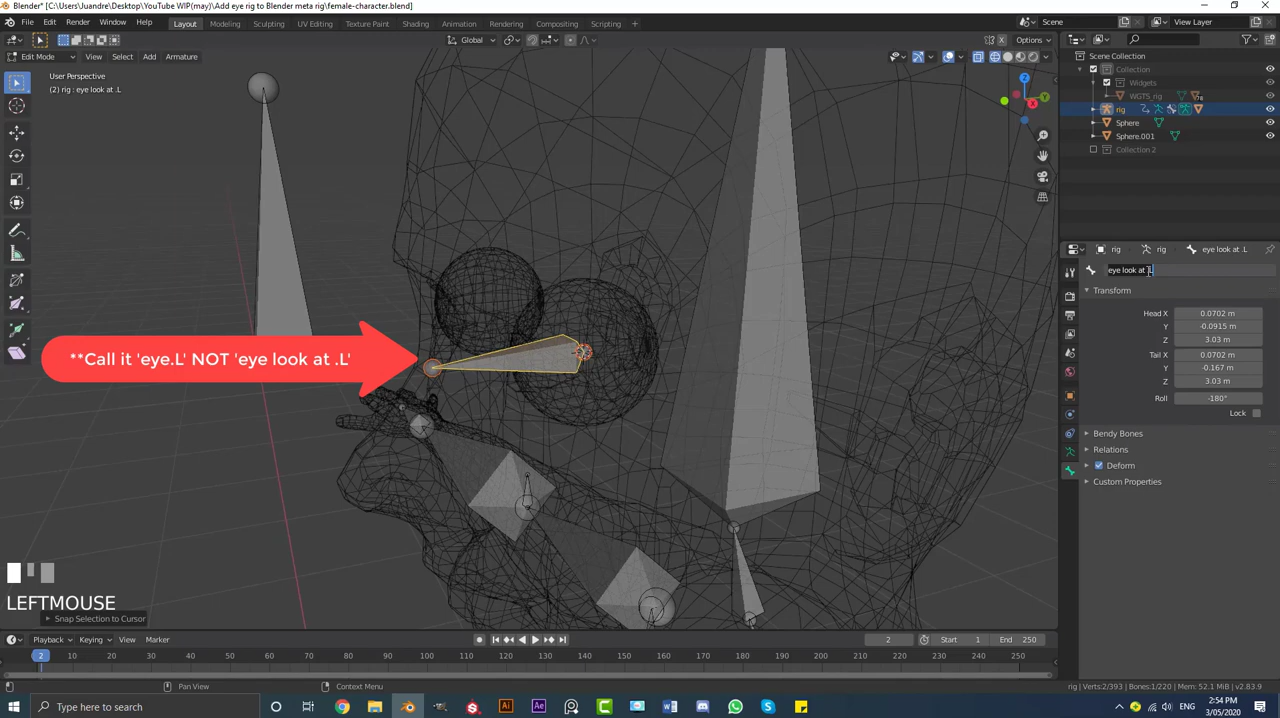 Blender* [C:\Users\Juandre\Desktop\YouTube WIP(may)\Add eye rig to Blender meta rig\female-character.blend]
File Edit Render Window Help Layout Modeling Sculpting UV Editing Texture Paint Shading Animation Rendering Compositing Scripting Scene View Layer
Global X Options
Edit Mode View Select Add Armature
User Perspective
(2) rig : eye look at .L
Z
Y
X
Scene Collection
Collection
Widgets
WGTS_rig 78
rig
Sphere
Sphere.001
Collection 2
rig rig eye look at .L
eye look at .L
Transform
Head X 0.0702 m
Y -0.0915 m
Z 3.03 m
Tail X 0.0702 m
Y -0.167 m
Z 3.03 m
Roll -180°
Lock
Bendy Bones
Relations
Deform
Custom Properties
**Call it 'eye.L' NOT 'eye look at .L'
LEFTMOUSE
Snap Selection to Cursor
Playback Keying View Marker 2 Start 1 End 250
2 10 20 30 40 50 60 70 80 90 100 110 120 130 140 150 160 170 180 190 200 210 220 230 240 250
Pan View Context Menu rig | Verts:2/393 | Bones:1/220 | Mem: 52.1 MiB | v2.83.9
Type here to search
2:54 PM
3/05/2020